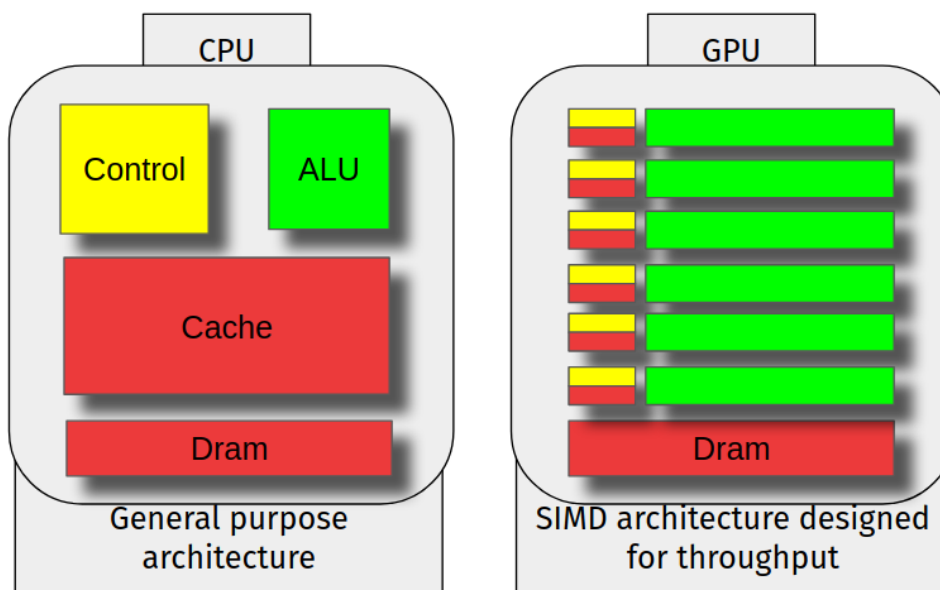 CPU
Control
ALU
Cache
Dram
General purpose
architecture
GPU
Dram
SIMD architecture designed
for throughput